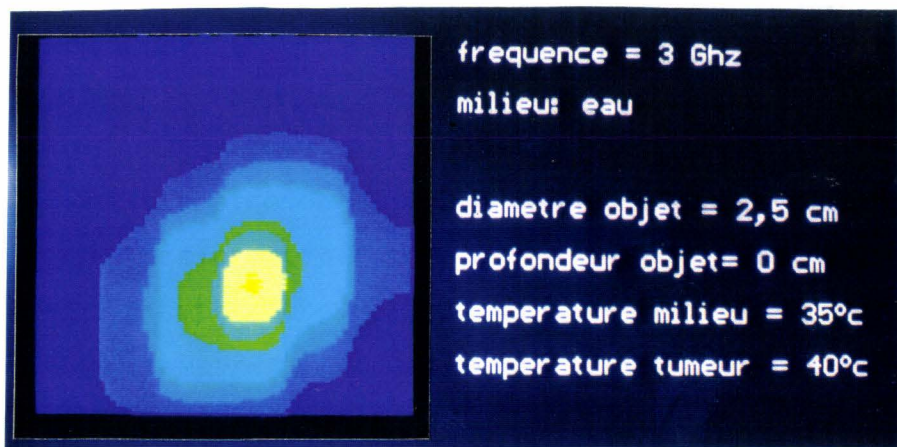 frequence = 3 Ghz
milieu: eau
diametre objet = 2,5 cm
profondeur objet= 0 cm
temperature milieu = 35°c
temperature tumeur = 40°c